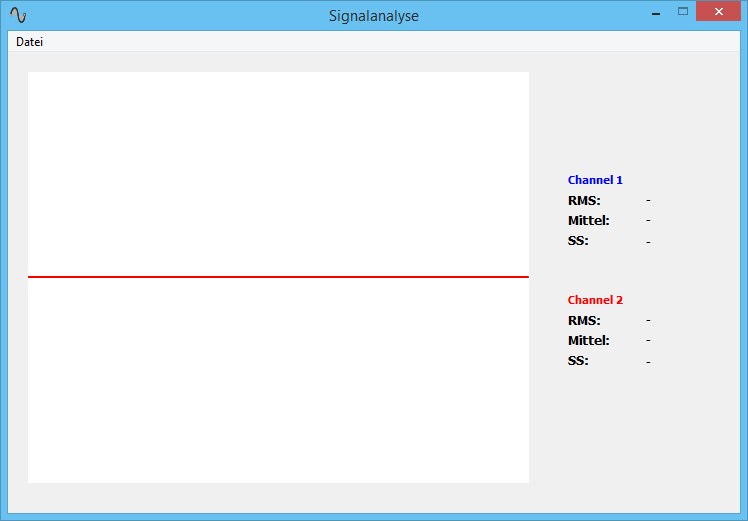 Signalanalyse
Datei
Channel 1
RMS: -
Mittel: -
SS: -
Channel 2
RMS: -
Mittel: -
SS: -